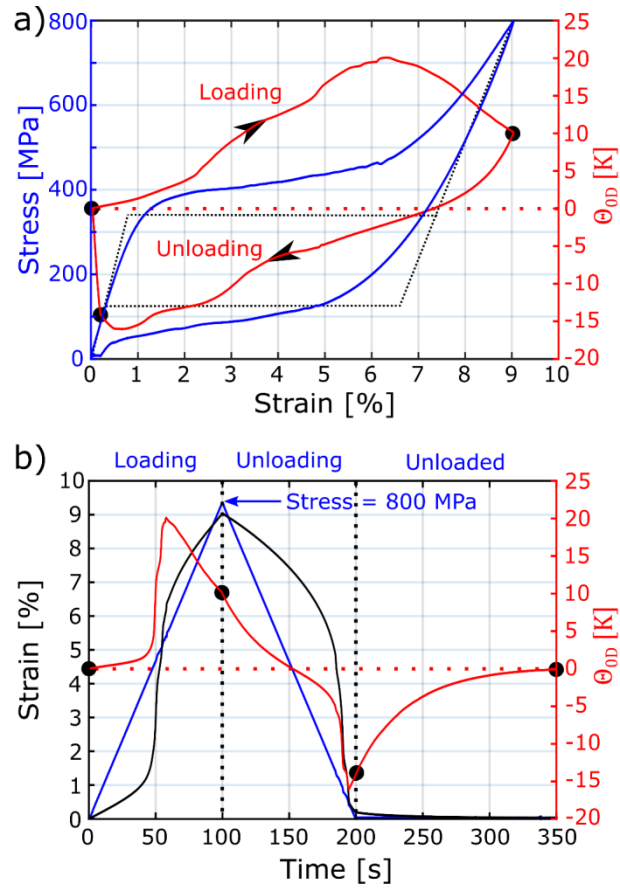 a)
800
600
400
200
0
Stress [MPa]
Loading
Unloading
25
20
15
10
5
0
-5
-10
-15
-20
Θ0D [K]
0 1 2 3 4 5 6 7 8 9 10
Strain [%]
b)
Loading Unloading Unloaded
Stress = 800 MPa
10
9
8
7
6
5
4
3
2
1
0
Strain [%]
25
20
15
10
5
0
-5
-10
-15
-20
Θ0D [K]
0 50 100 150 200 250 300 350
Time [s]